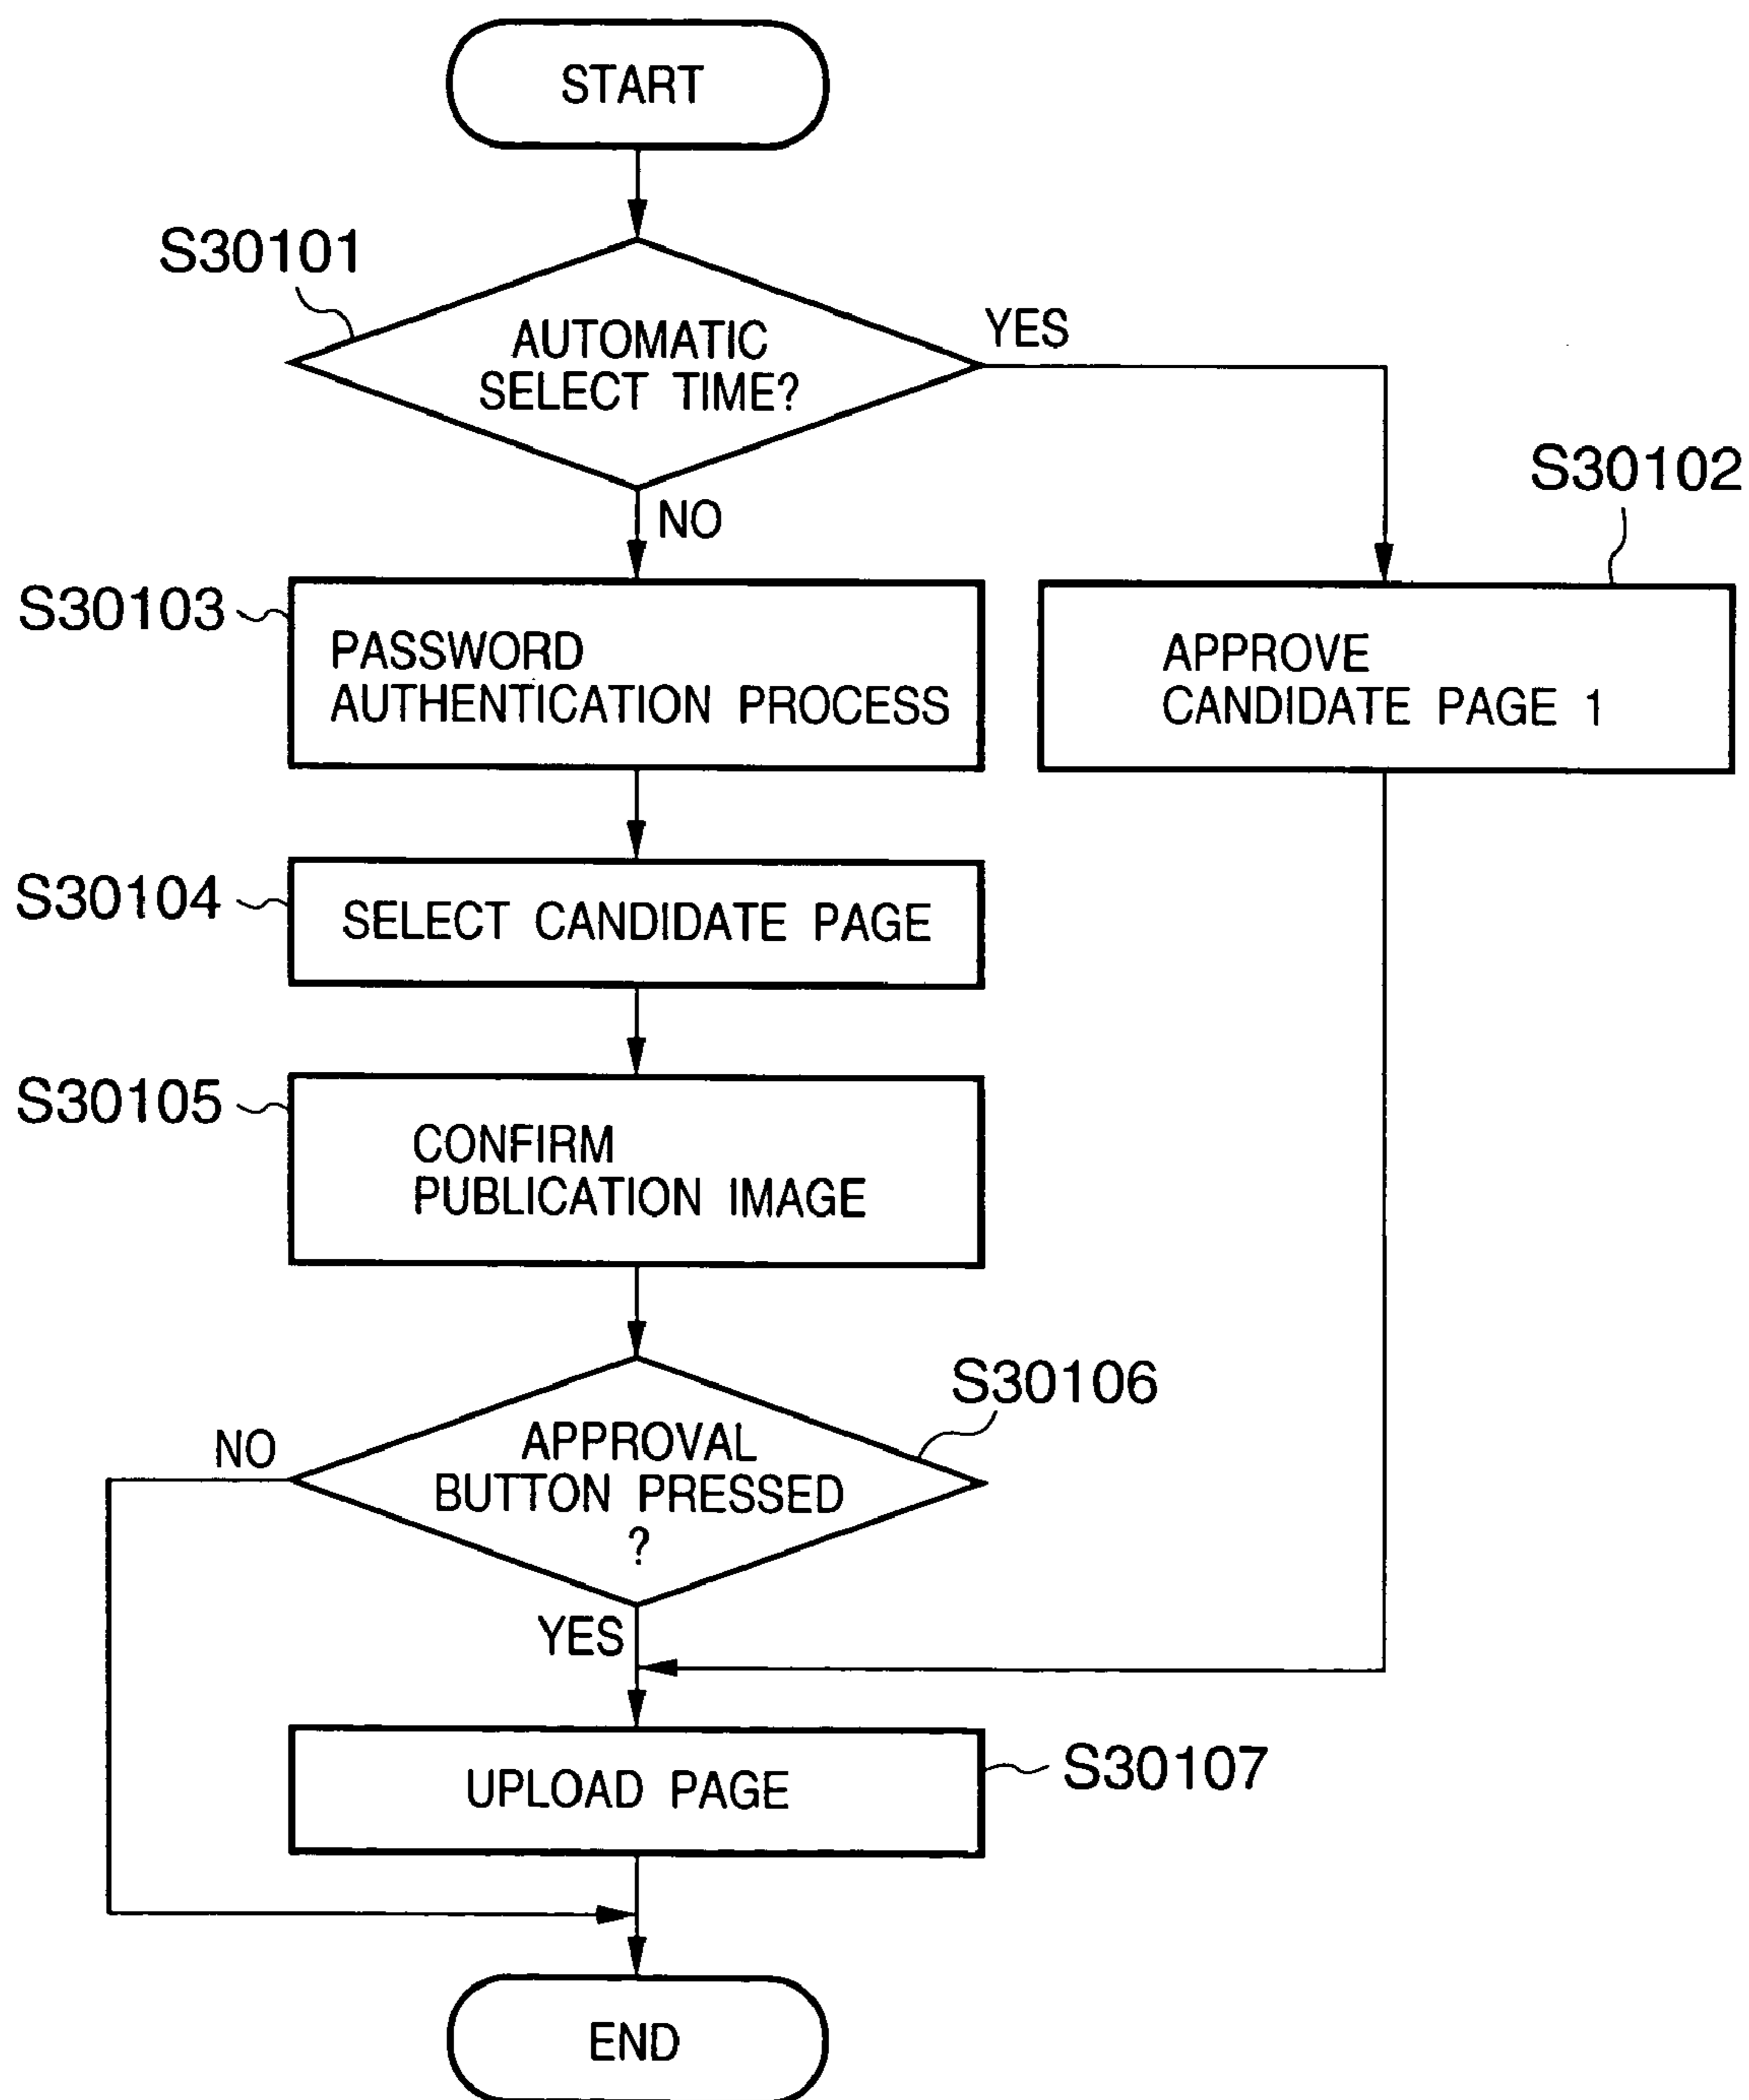 START
S30101
AUTOMATIC
SELECT TIME?
YES
NO
S30102
S30103
PASSWORD
AUTHENTICATION PROCESS
APPROVE
CANDIDATE PAGE 1
S30104
SELECT CANDIDATE PAGE
S30105
CONFIRM
PUBLICATION IMAGE
S30106
NO
APPROVAL
BUTTON PRESSED
?
YES
UPLOAD PAGE
S30107
END